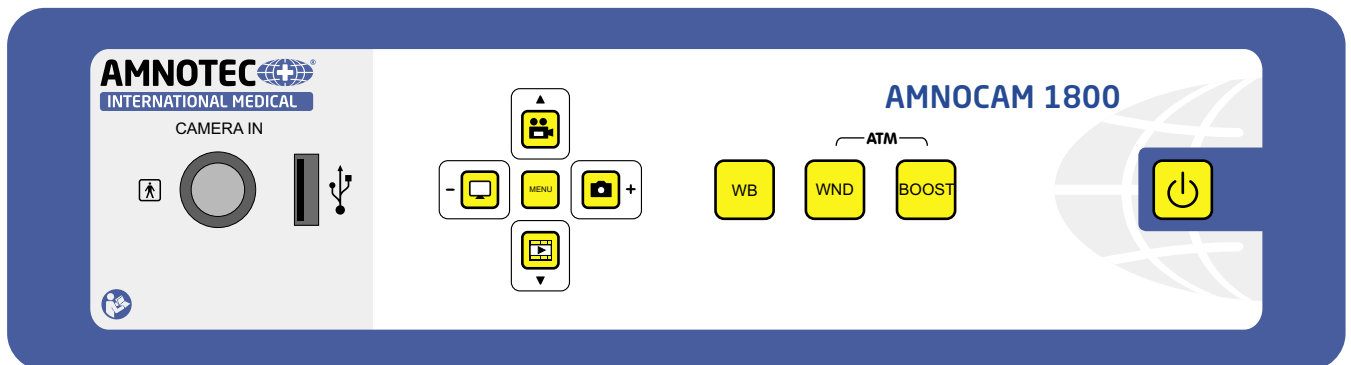 AMNOTEC®
INTERNATIONAL MEDICAL
CAMERA IN
AMNOCAM 1800
ATM
- MENU +
WB WND BOOST